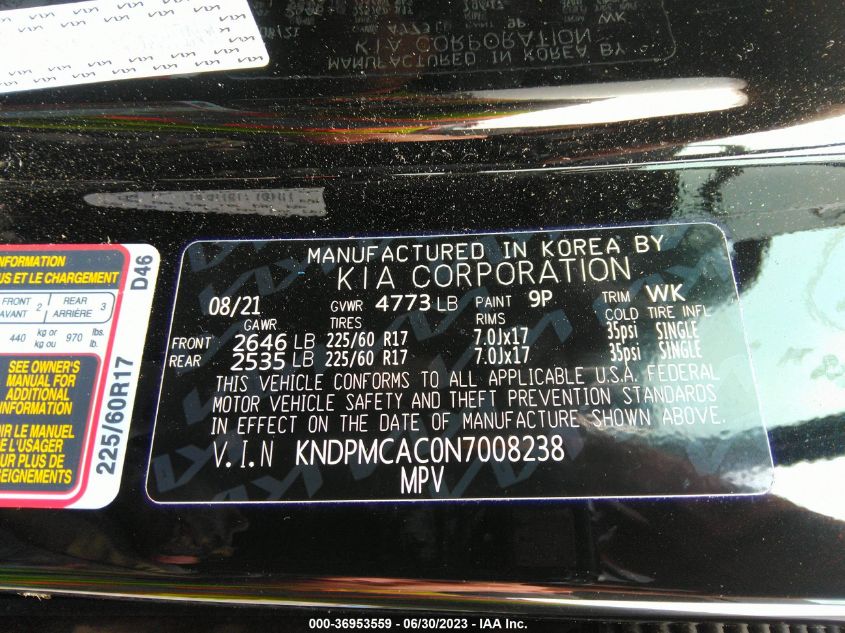 MANUFACTURED IN KOREA BY
KIA CORPORATION
08/21 GVWR 4773 LB PAINT 9P TRIM WK
GAWR TIRES RIMS COLD TIRE INFL
FRONT 2646 LB 225/60 R17 7.0Jx17 35psi SINGLE
REAR 2535 LB 225/60 R17 7.0Jx17 35psi SINGLE
THIS VEHICLE CONFORMS TO ALL APPLICABLE U.S.A. FEDERAL
MOTOR VEHICLE SAFETY AND THEFT PREVENTION STANDARDS
IN EFFECT ON THE DATE OF MANUFACTURE SHOWN ABOVE.
V.I.N KNDPMCAC0N7008238
MPV
INFORMATION
ET LE CHARGEMENT
FRONT 2 REAR 3
AVANT ARRIÈRE
440 kg or kg ou 970 lbs. lb.
SEE OWNER'S
MANUAL FOR
ADDITIONAL
INFORMATION
LE MANUEL
L'USAGER
PLUS DE
225/60R17 D46
000-36953559 — 06/30/2023 — IAA Inc.